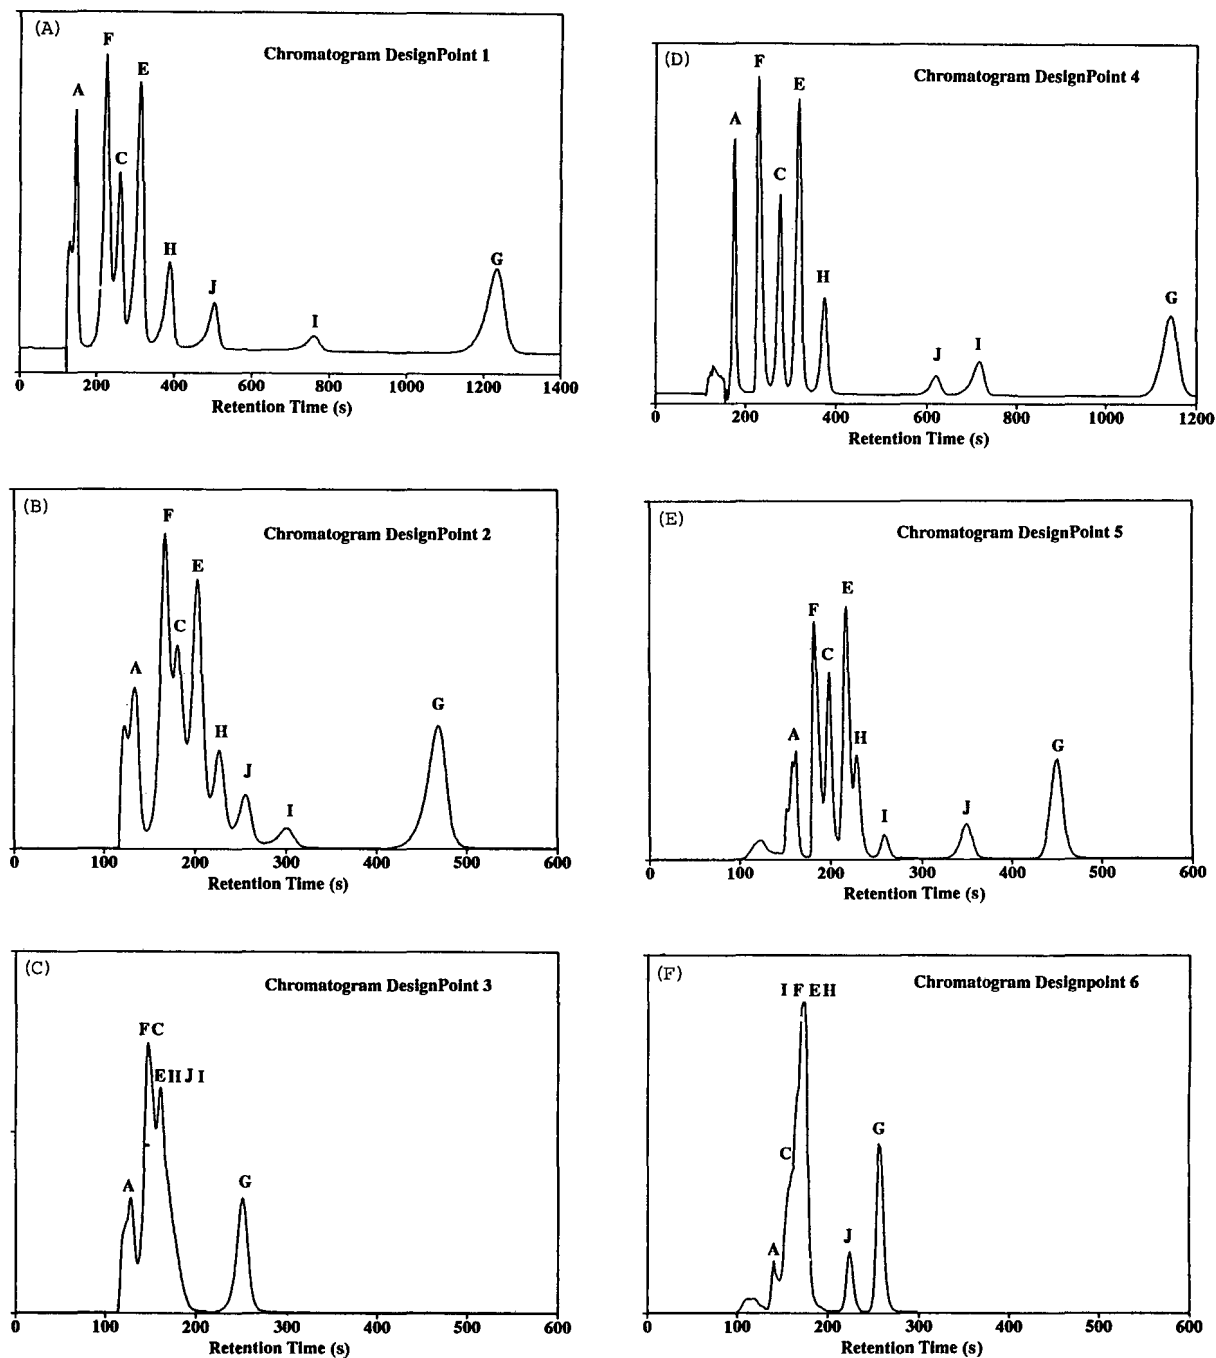 (A)
Chromatogram DesignPoint 1
A F C E H J I G
0 200 400 600 800 1000 1200 1400
Retention Time (s)
(B)
Chromatogram DesignPoint 2
A F C E H J I G
0 100 200 300 400 500 600
Retention Time (s)
(C)
Chromatogram DesignPoint 3
F C
E H J I
A
G
0 100 200 300 400 500 600
Retention Time (s)
(D)
Chromatogram DesignPoint 4
A F C E H J I G
0 200 400 600 800 1000 1200
Retention Time (s)
(E)
Chromatogram DesignPoint 5
A F C E H I J G
0 100 200 300 400 500 600
Retention Time (s)
(F)
Chromatogram Designpoint 6
I F E H
C
A
J
G
0 100 200 300 400 500 600
Retention Time (s)